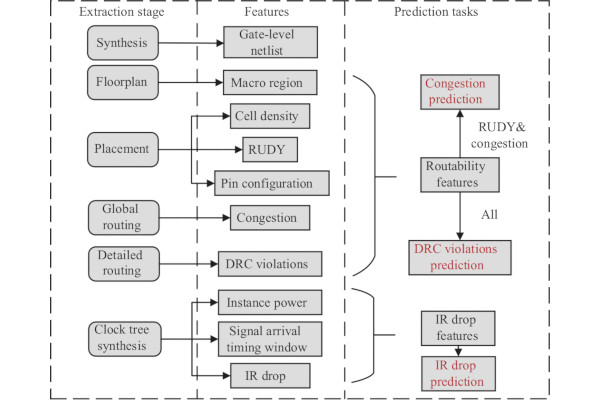 Extraction stage
Features
Prediction tasks
Synthesis
Gate-level
netlist
Floorplan
Macro region
Placement
Cell density
RUDY
Pin configuration
Global
routing
Congestion
Detailed
routing
DRC violations
Clock tree
synthesis
Instance power
Signal arrival
timing window
IR drop
Congestion
prediction
RUDY&
congestion
Routability
features
All
DRC violations
prediction
IR drop
features
IR drop
prediction